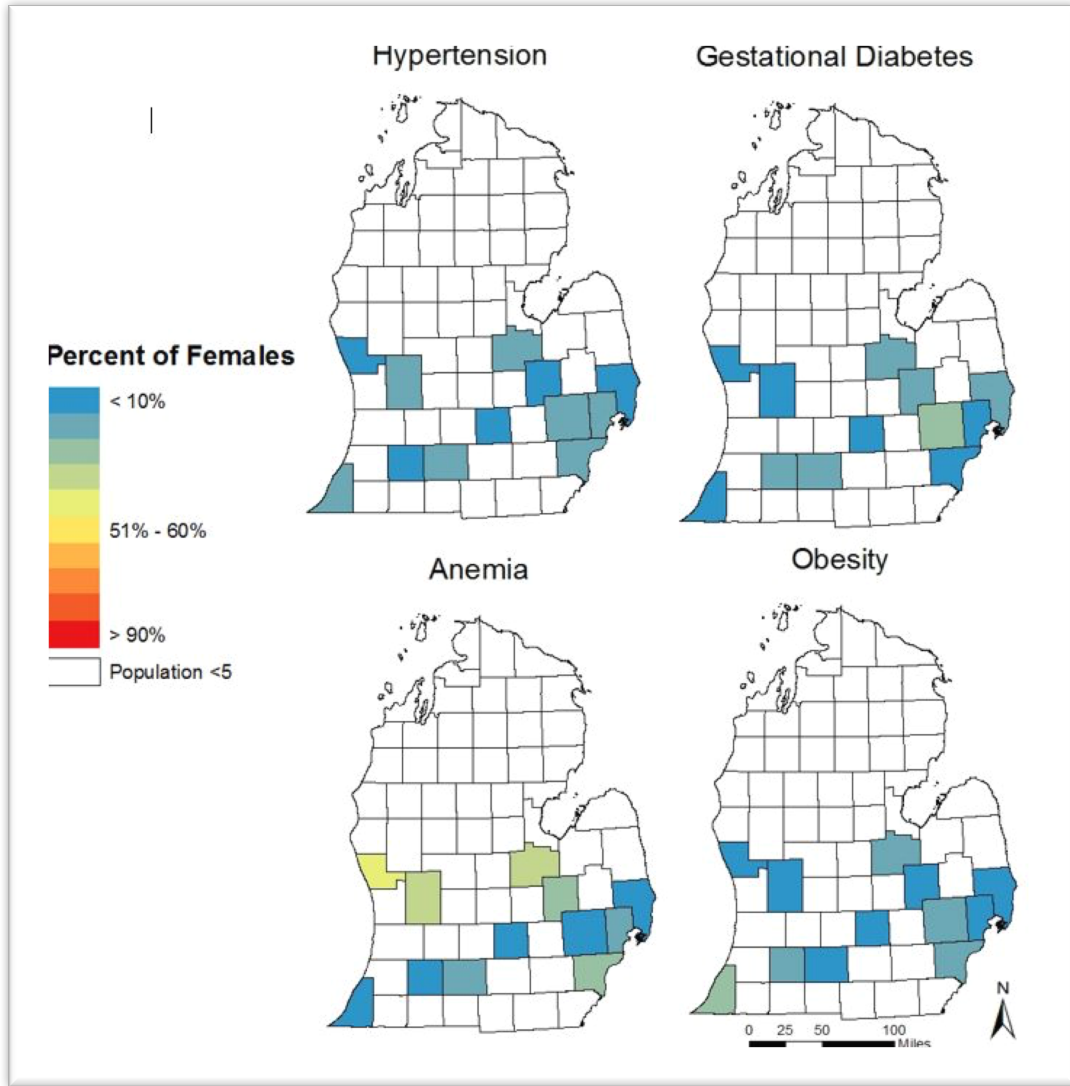 Hypertension
Gestational Diabetes
Percent of Females
< 10%
51% - 60%
> 90%
Population <5
Anemia
Obesity
N
0 25 50 100
Miles